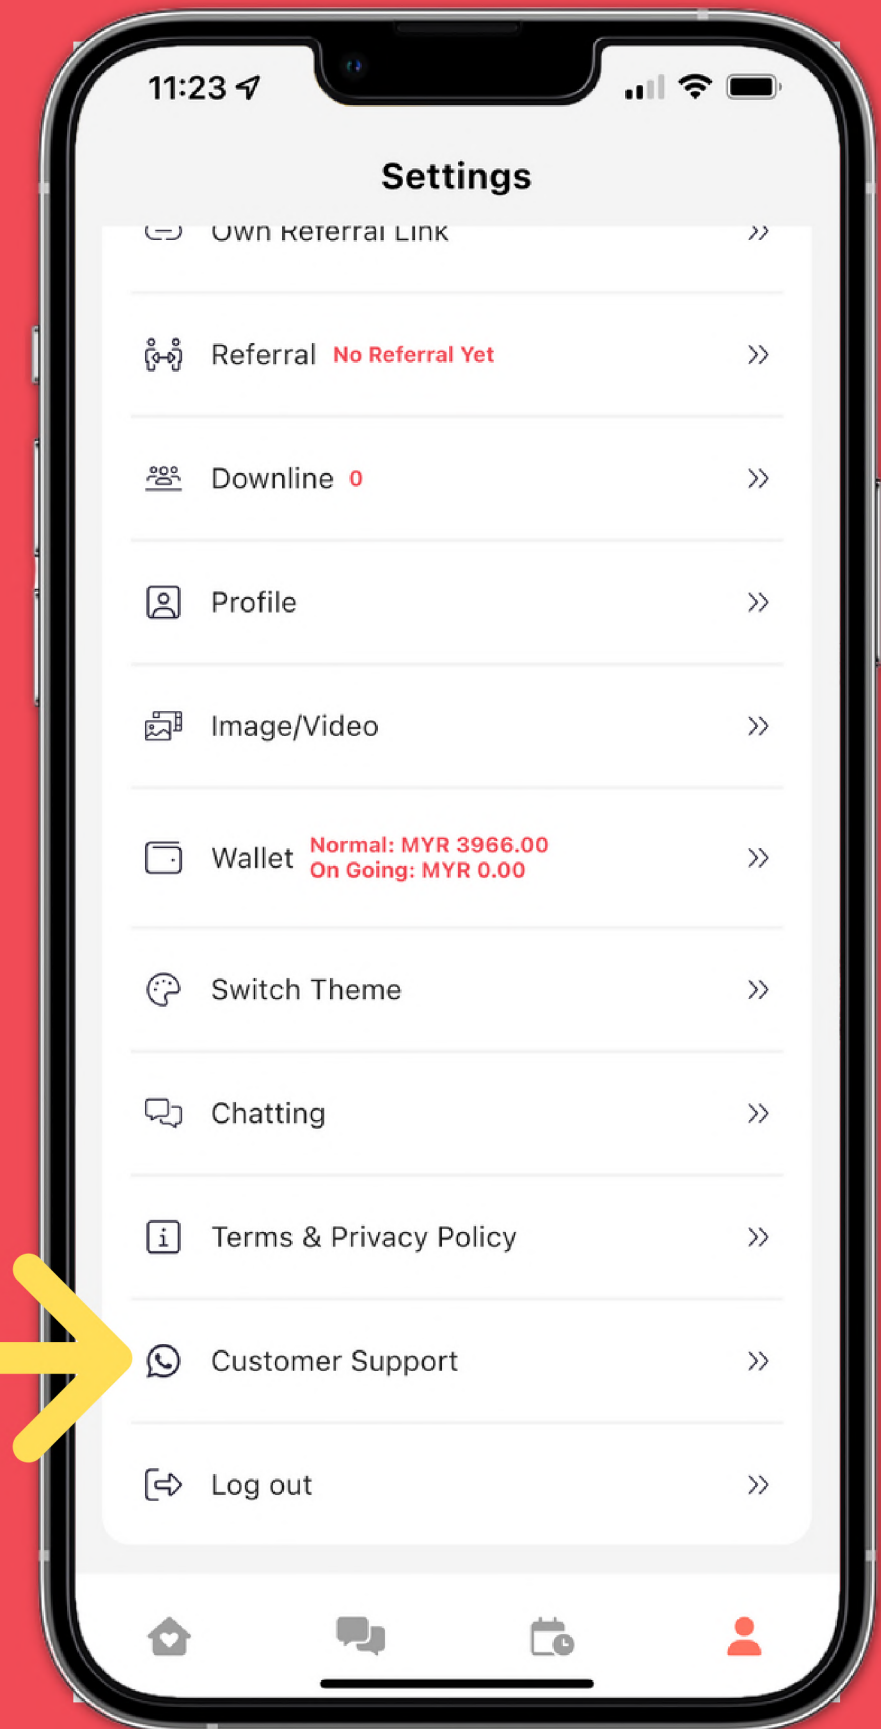 11:23
Settings
Own Referral Link
Referral No Referral Yet
Downline 0
Profile
Image/Video
Wallet Normal: MYR 3966.00
On Going: MYR 0.00
Switch Theme
Chatting
Terms & Privacy Policy
Customer Support
Log out